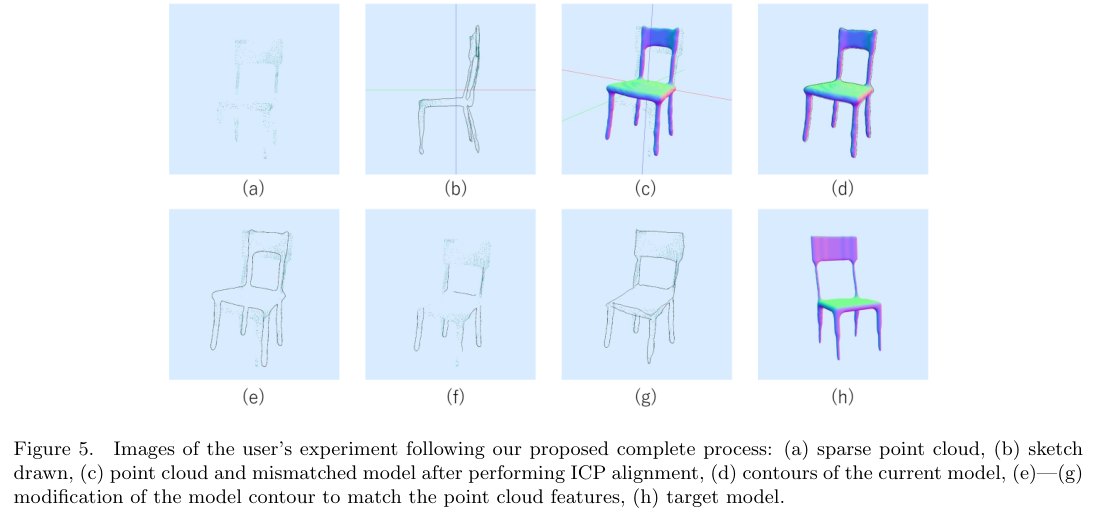 (a)
(b)
(c)
(d)
(e)
(f)
(g)
(h)
Figure 5. Images of the user's experiment following our proposed complete process: (a) sparse point cloud, (b) sketch
drawn, (c) point cloud and mismatched model after performing ICP alignment, (d) contours of the current model, (e)—(g)
modification of the model contour to match the point cloud features, (h) target model.